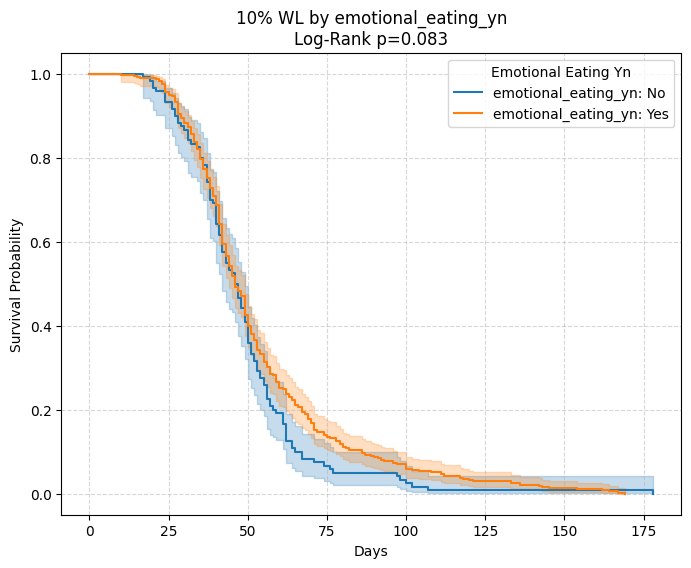 10% WL by emotional_eating_yn
Log-Rank p=0.083
Emotional Eating Yn
emotional_eating_yn: No
emotional_eating_yn: Yes
Survival Probability
1.0
0.8
0.6
0.4
0.2
0.0
0 25 50 75 100 125 150 175
Days